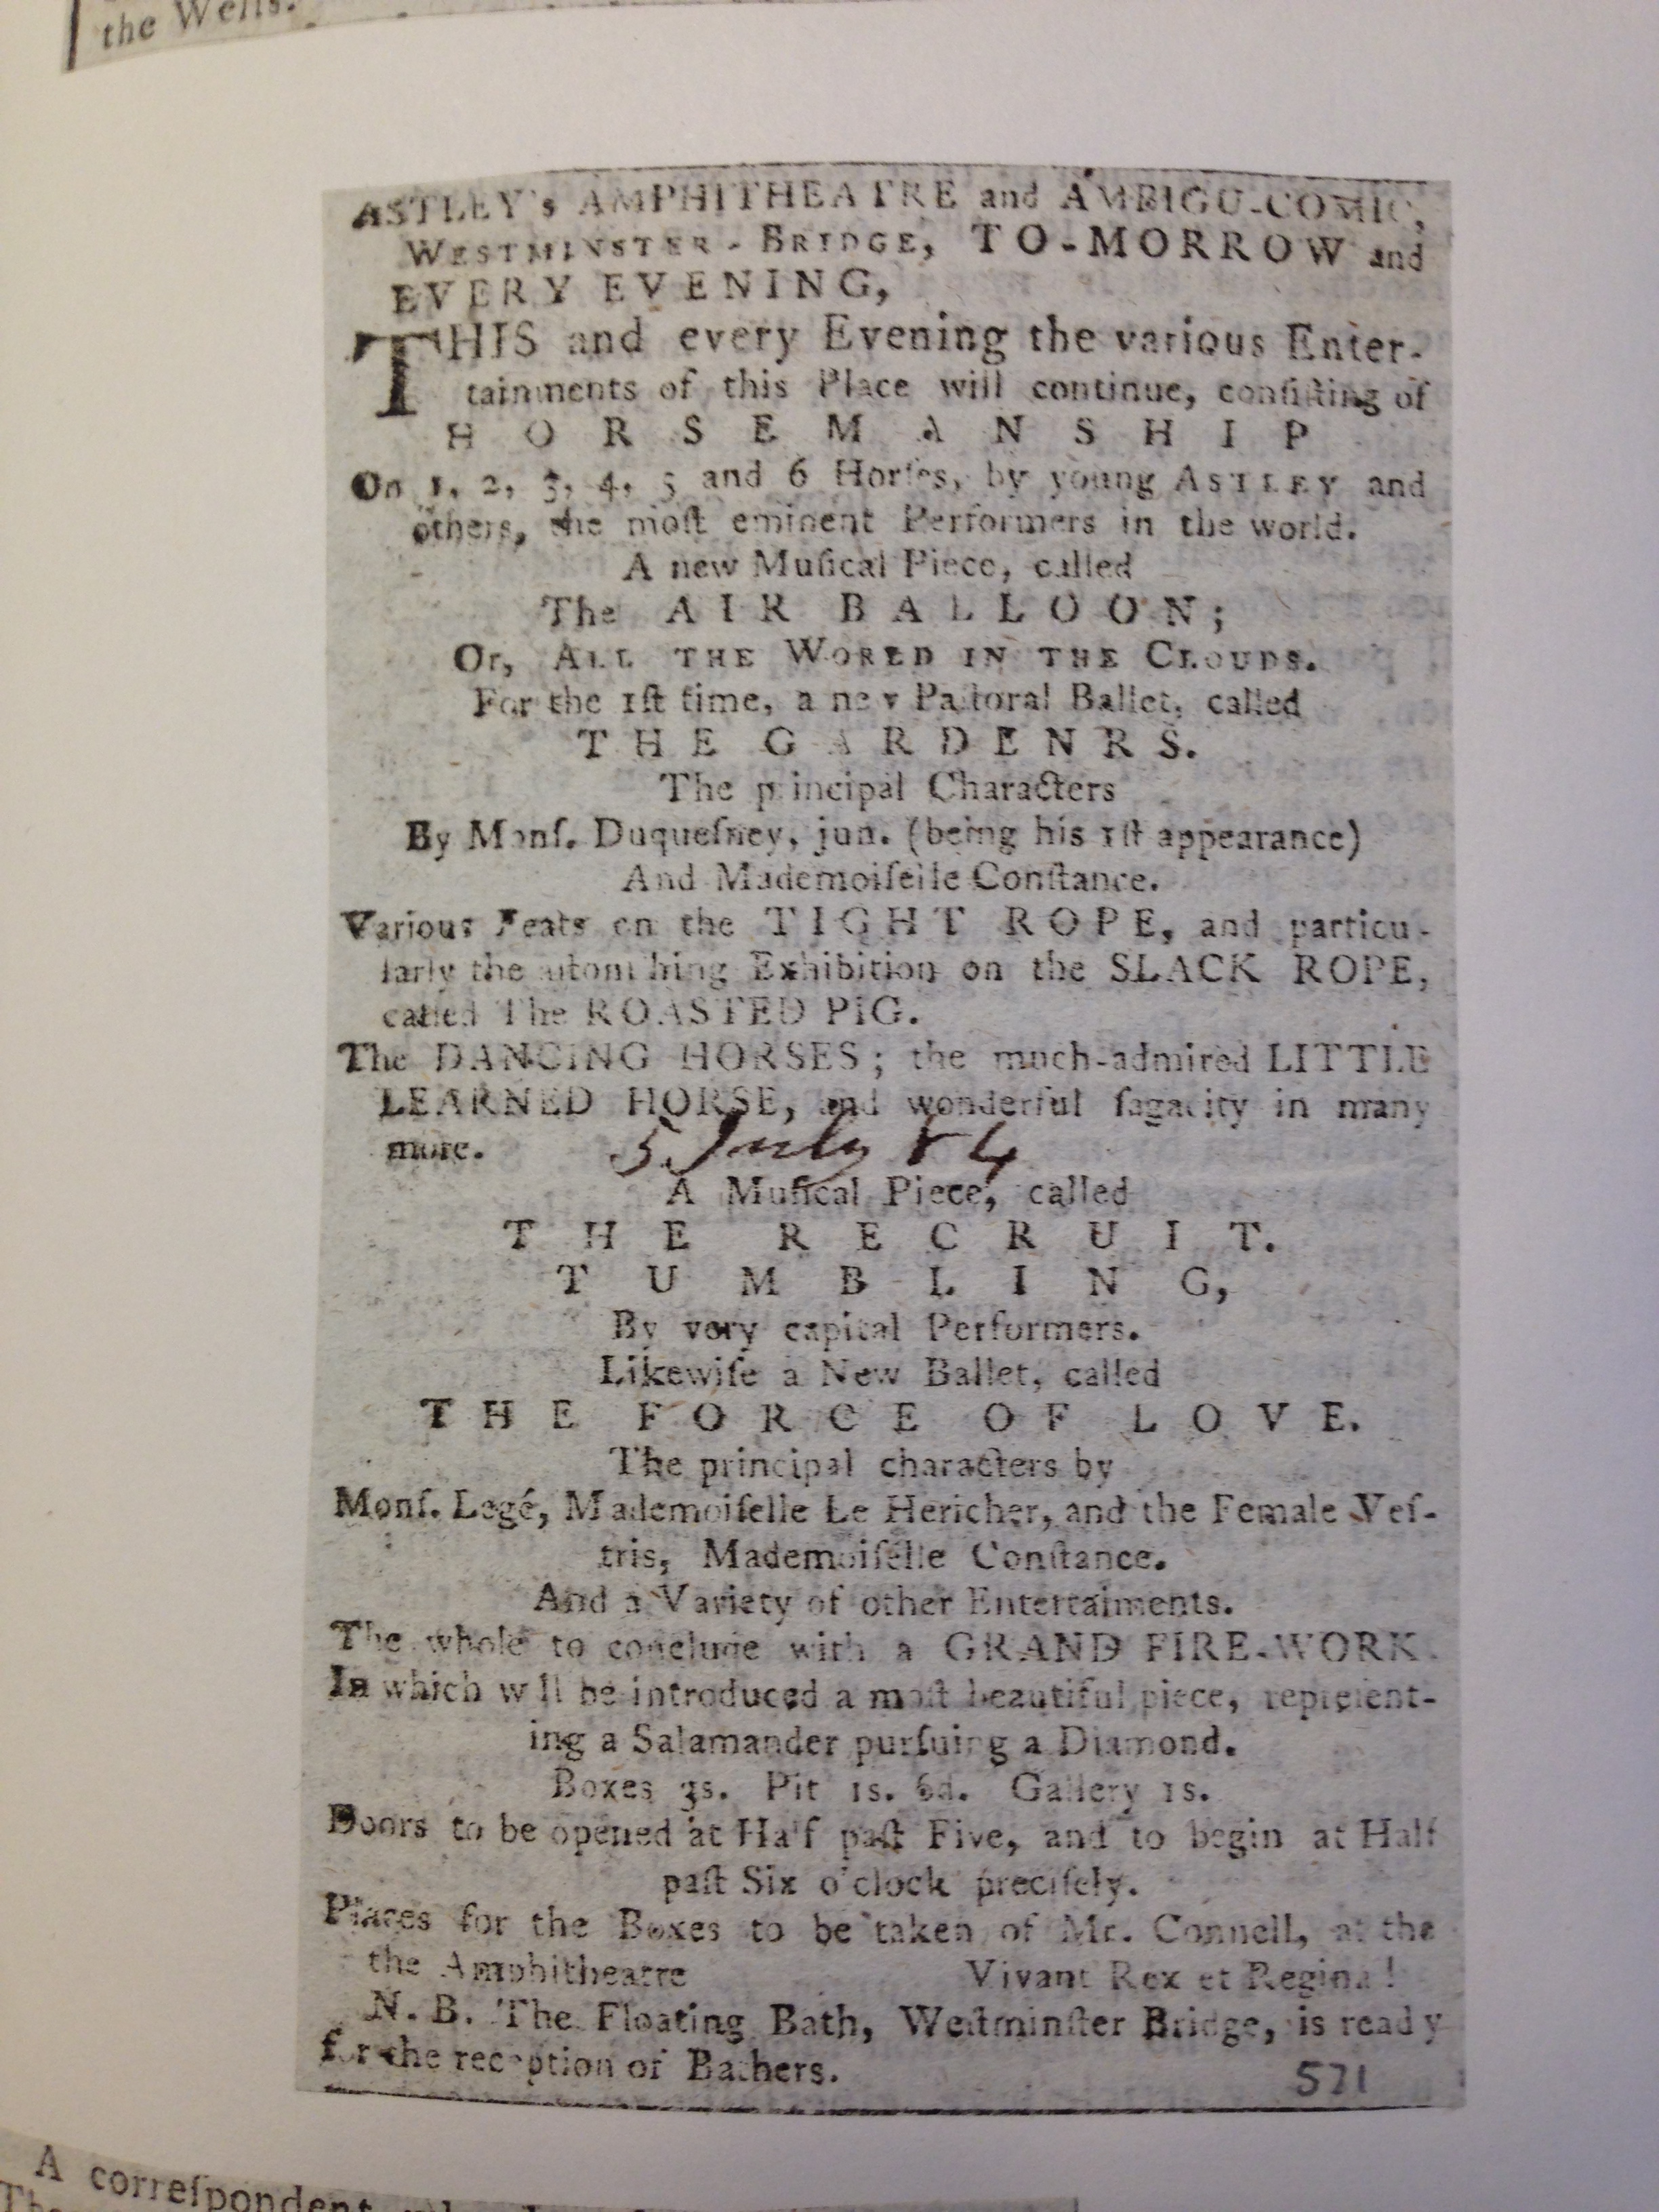 the Wells.
ASTLEY's AMPHITHEATRE and AMBIGU-COMIC,
WESTMINSTER-BRIDGE, TO-MORROW and
EVERY EVENING,
THIS and every Evening the various Enter-
tainments of this Place will continue, conſiſting of
HORSEMANSHIP
On 1, 2, 3, 4, 5 and 6 Horſes, by young ASTLEY and
others, the moſt eminent Performers in the world.
A new Muſical Piece, called
The AIR BALLOON;
Or, ALL THE WORLD IN THE CLOUDS.
For the 1ſt time, a new Paſtoral Ballet, called
THE GARDENRS.
The principal Characters
By Monſ. Duqueſney, jun. (being his 1ſt appearance)
And Mademoiſelle Conſtance.
Various Feats on the TIGHT ROPE, and particu-
larly the aſtoniſhing Exhibition on the SLACK ROPE,
called The ROASTED PIG.
The DANCING HORSES; the much-admired LITTLE
LEARNED HORSE, and wonderful ſagacity in many
more.
5 July 84
A Muſical Piece, called
THE RECRUIT.
TUMBLING,
By very capital Performers.
Likewiſe a New Ballet, called
THE FORCE OF LOVE.
The principal characters by
Monſ. Legé, Mademoiſelle Le Hericher, and the Female Veſ-
tris, Mademoiſelle Conſtance.
And a Variety of other Entertaiments.
The whole to conclude with a GRAND FIRE-WORK.
In which will be introduced a moſt beautiful piece, repreſent-
ing a Salamander purſuing a Diamond.
Boxes 3s. Pit 1s. 6d. Gallery 1s.
Doors to be opened at Half paſt Five, and to begin at Half
paſt Six o'clock preciſely.
Places for the Boxes to be taken of Mr. Connell, at the
the Amphitheatre Vivant Rex et Regina!
N. B. The Floating Bath, Weſtminſter Bridge, is ready
for the reception of Bathers.
571
A correſpondent